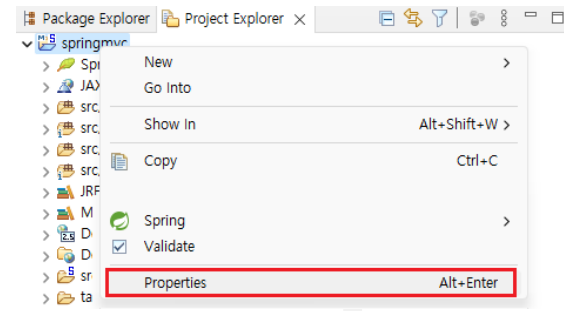 Package Explorer Project Explorer
springmvc
New
Go Into
Show In Alt+Shift+W
Copy Ctrl+C
Spring
Validate
Properties Alt+Enter
Spr
JAX
src
src
src
src
JRE
M
D
D
sr
ta